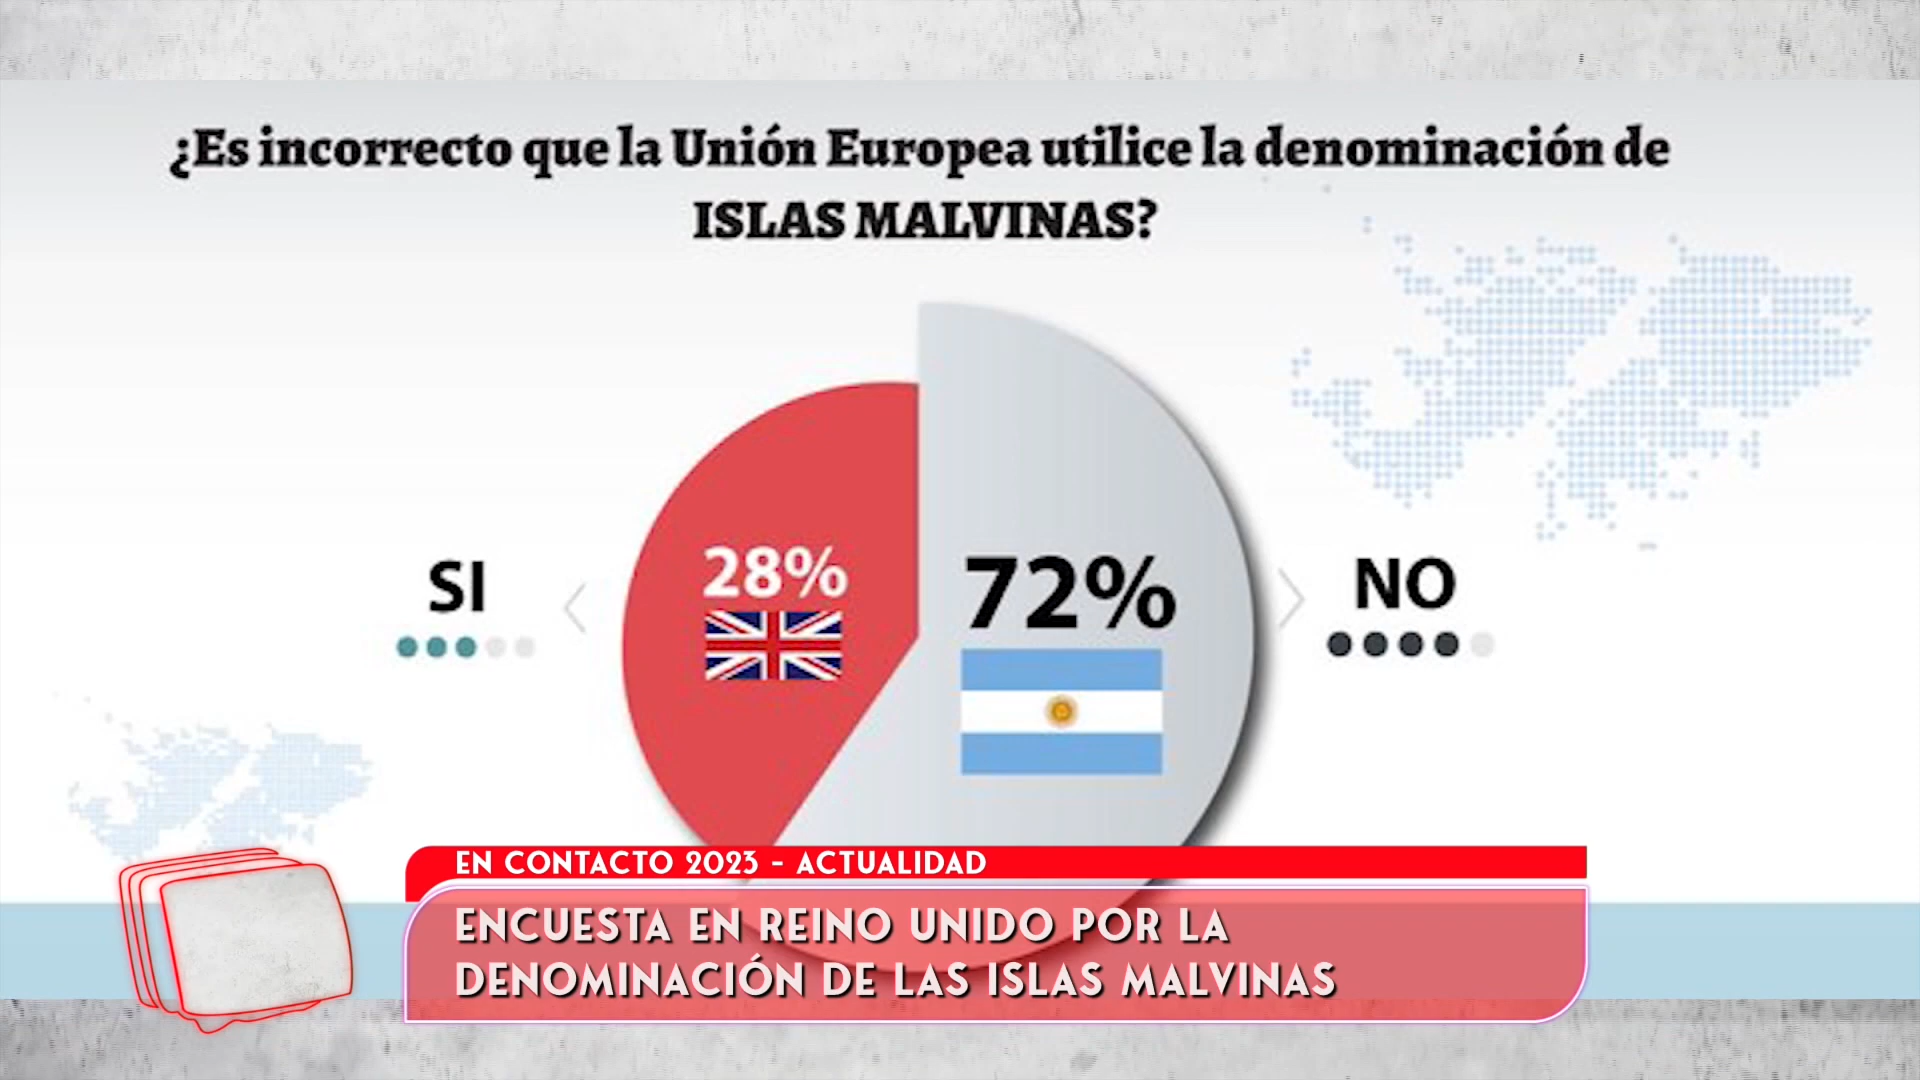 ¿Es incorrecto que la Unión Europea utilice la denominación de
ISLAS MALVINAS?
SI
28%
72%
NO
EN CONTACTO 2023 - ACTUALIDAD
ENCUESTA EN REINO UNIDO POR LA
DENOMINACIÓN DE LAS ISLAS MALVINAS